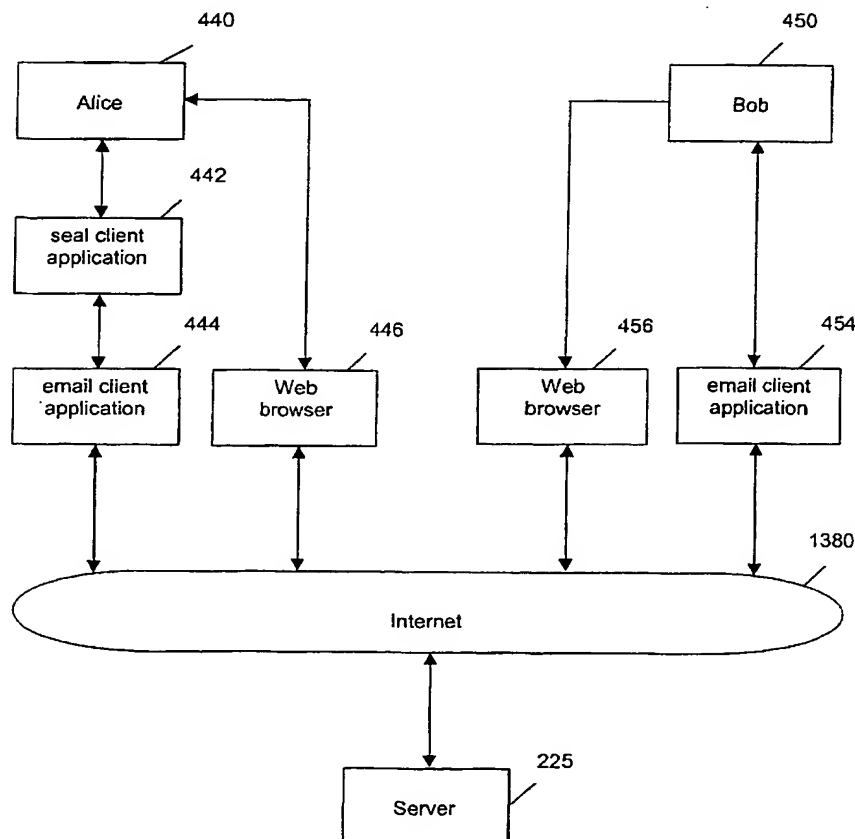 440
450
Alice
Bob
442
seal client
application
444
446
456
454
email client
application
Web
browser
Web
browser
email client
application
1380
Internet
225
Server